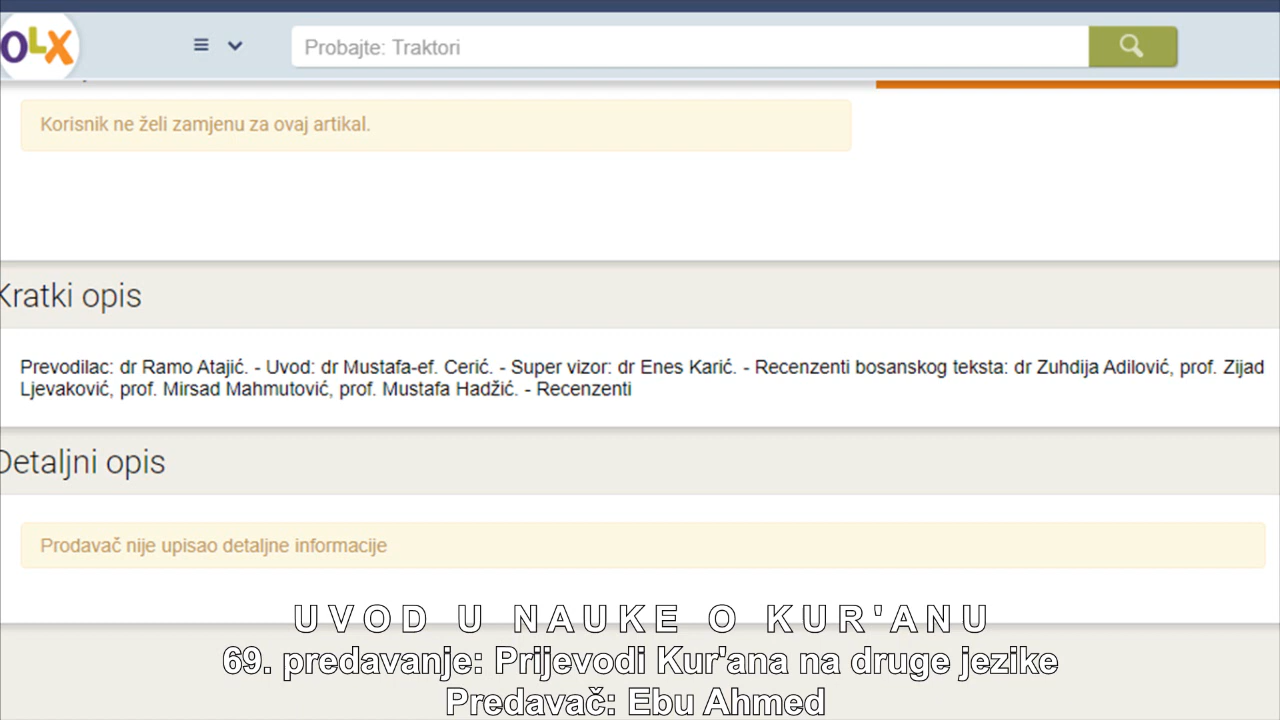 OLX
Probajte: Traktori
Korisnik ne želi zamjenu za ovaj artikal.
Kratki opis
Prevodilac: dr Ramo Atajić. - Uvod: dr Mustafa-ef. Cerić. - Super vizor: dr Enes Karić. - Recenzenti bosanskog teksta: dr Zuhdija Adilović, prof. Zijad
Ljevaković, prof. Mirsad Mahmutović, prof. Mustafa Hadžić. - Recenzenti
Detaljni opis
Prodavač nije upisao detaljne informacije
UVOD U NAUKE O KUR'ANU
69. predavanje: Prijevodi Kur'ana na druge jezike
Predavač: Ebu Ahmed